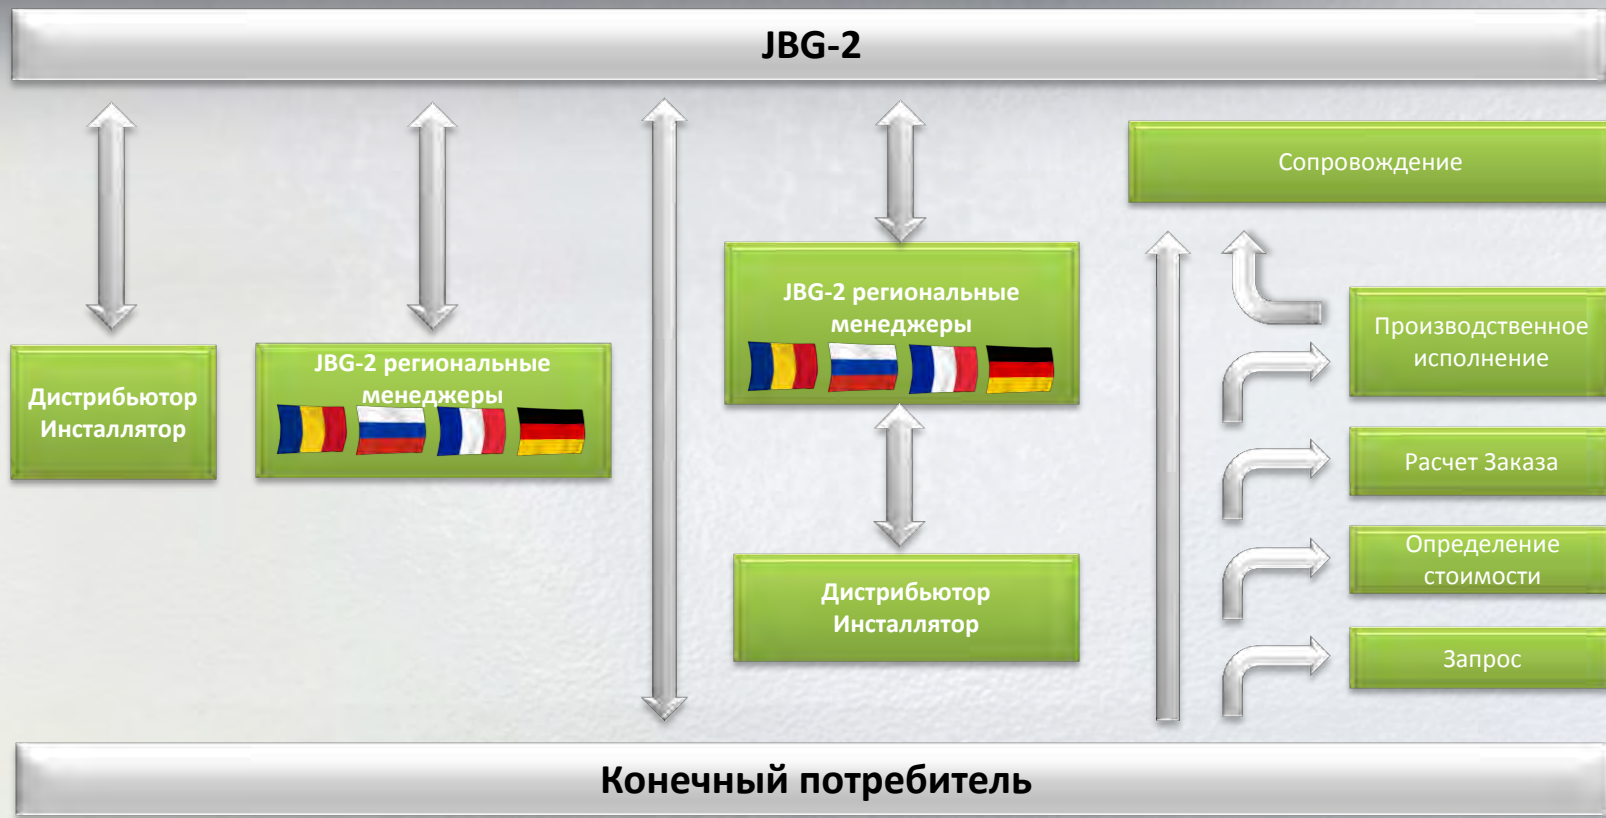 JBG-2
Сопровождение
JBG-2 региональные
менеджеры
Производственное
исполнение
Дистрибьютор
Инсталлятор
JBG-2 региональные
менеджеры
Расчет Заказа
Определение
стоимости
Дистрибьютор
Инсталлятор
Запрос
Конечный потребитель